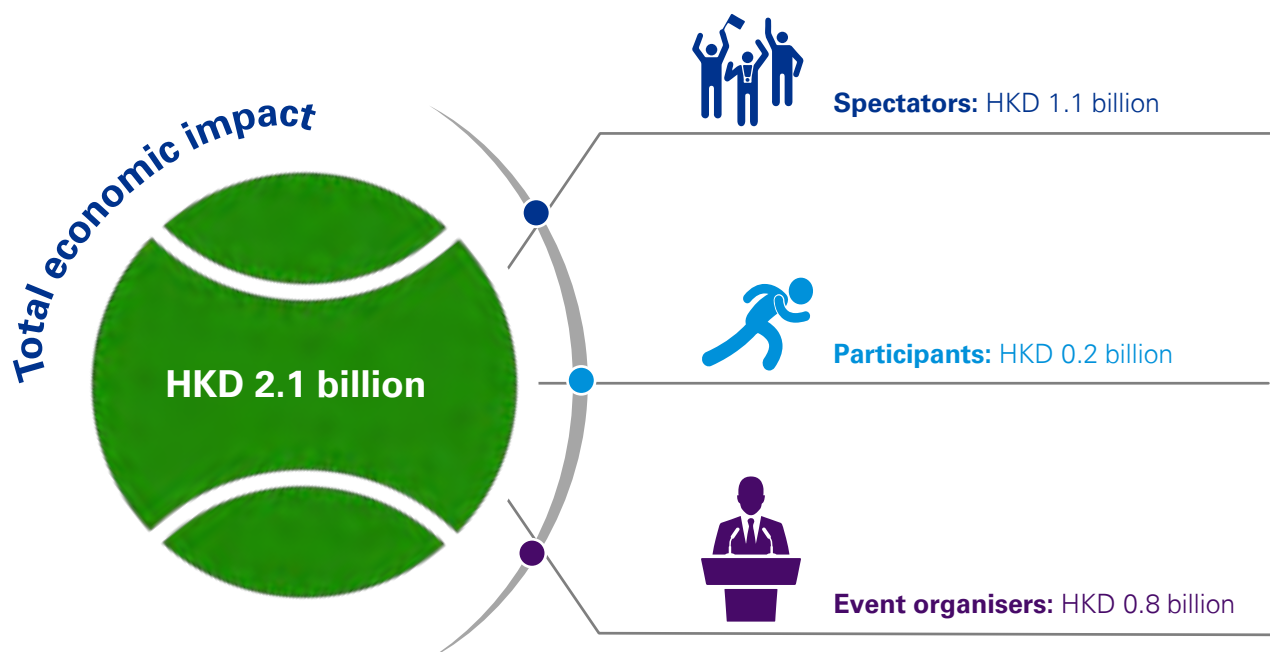 Total economic impact
HKD 2.1 billion
Spectators: HKD 1.1 billion
Participants: HKD 0.2 billion
Event organisers: HKD 0.8 billion